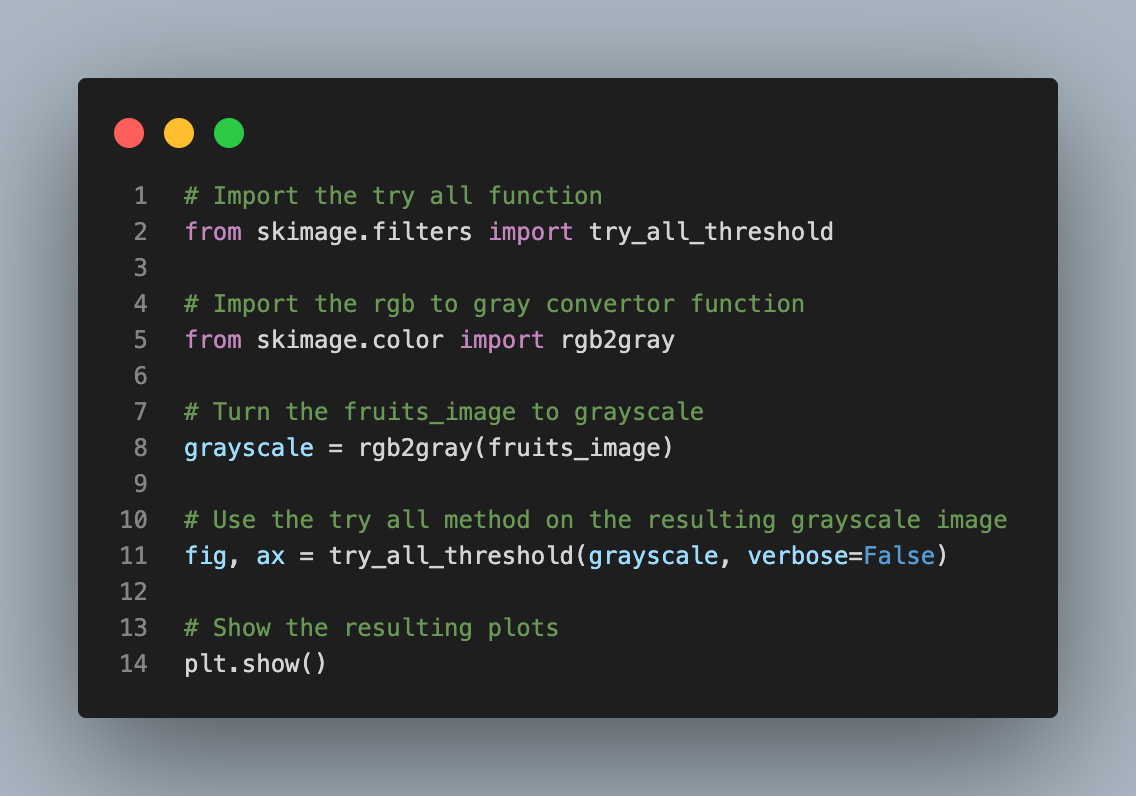 1 # Import the try all function
2 from skimage.filters import try_all_threshold
3
4 # Import the rgb to gray convertor function
5 from skimage.color import rgb2gray
6
7 # Turn the fruits_image to grayscale
8 grayscale = rgb2gray(fruits_image)
9
10 # Use the try all method on the resulting grayscale image
11 fig, ax = try_all_threshold(grayscale, verbose=False)
12
13 # Show the resulting plots
14 plt.show()